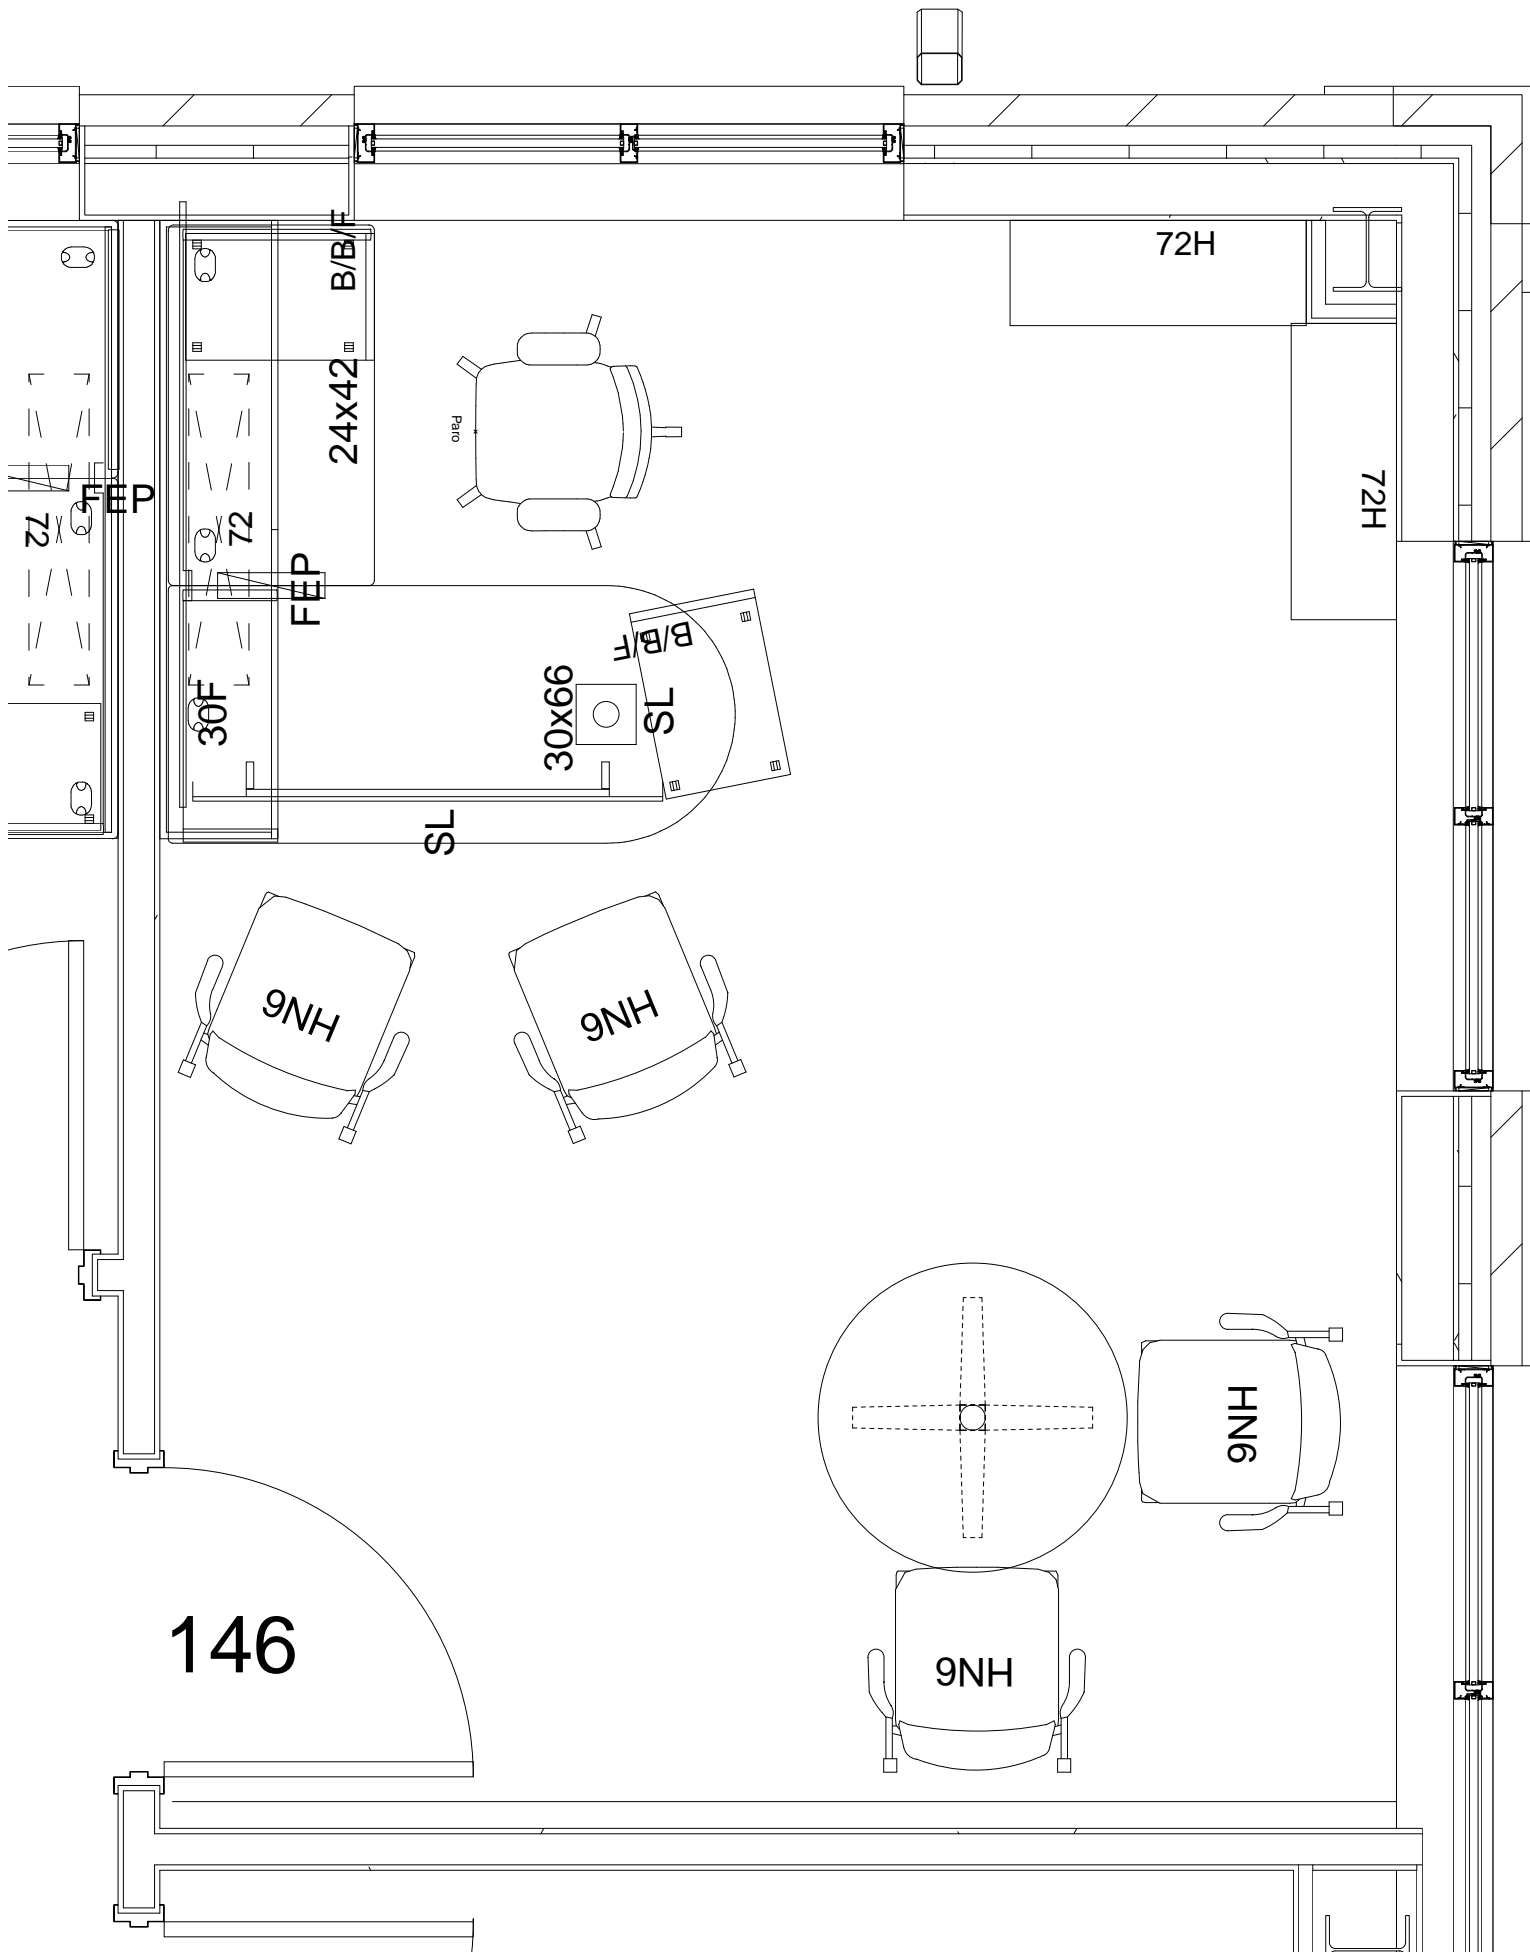 B/B/F
72H
24x42
Paro
72H
FEP
72
72
FEP
B/B/F
30x66
SL
30F
SL
9NH
9NH
9NH
146
9NH